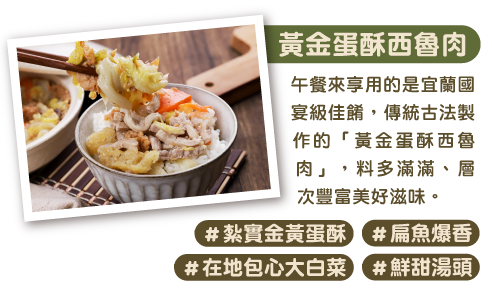 黃金蛋酥西魯肉
午餐來享用的是宜蘭國
宴級佳餚，傳統古法製
作的「黃金蛋酥西魯
肉」，料多滿滿、層
次豐富美好滋味。
#紮實金黃蛋酥 #扁魚爆香
#在地包心大白菜 #鮮甜湯頭